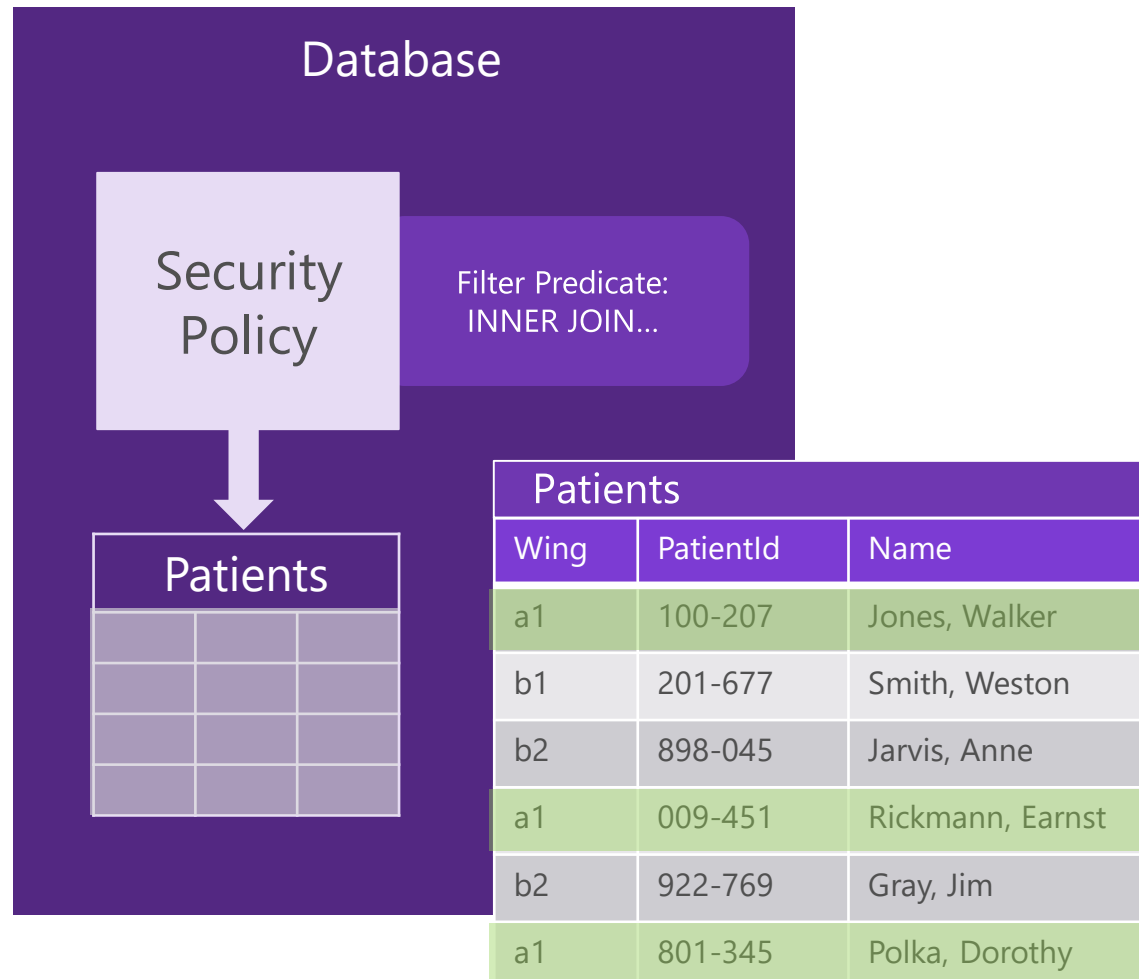 Database
Security
Policy
Filter Predicate:
INNER JOIN...
Patients
Patients
Wing PatientId Name
a1 100-207 Jones, Walker
b1 201-677 Smith, Weston
b2 898-045 Jarvis, Anne
a1 009-451 Rickmann, Earnst
b2 922-769 Gray, Jim
a1 801-345 Polka, Dorothy